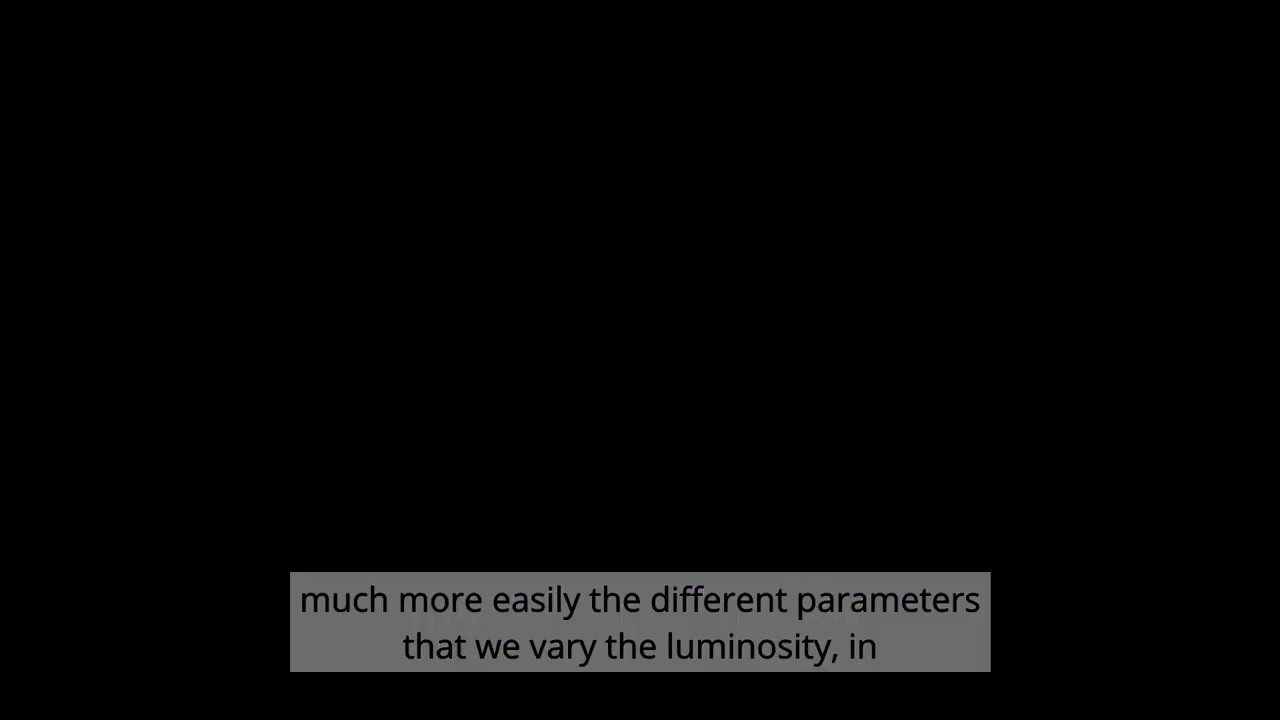 much more easily the different parameters
that we vary the luminosity, in